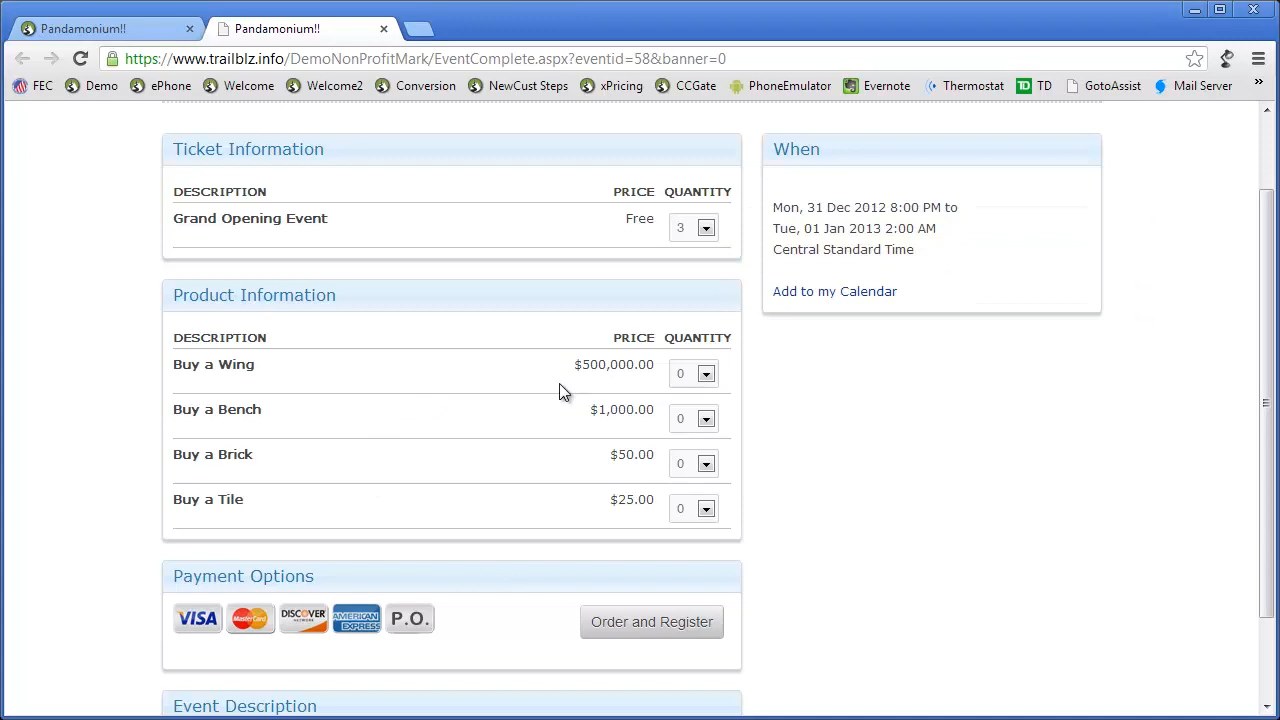 Pandamonium!!
Pandamonium!!
https://www.trailblz.info/DemoNonProfitMark/EventComplete.aspx?eventid=58&banner=0
FEC Demo ePhone Welcome Welrome2 Conversion NewCust Steps xPricing CCGate PhoneEmulator Evernote Thermostat TD GotoAssist Mail Server »
Ticket Information
DESCRIPTION PRICE QUANTITY
Grand Opening Event Free 3
Product Information
DESCRIPTION PRICE QUANTITY
Buy a Wing $500,000.00 0
Buy a Bench $1,000.00 0
Buy a Brick $50.00 0
Buy a Tile $25.00 0
Payment Options
VISA MasterCard DISCOVER NETWORK AMERICAN EXPRESS P.O. Order and Register
Event Description
When
Mon, 31 Dec 2012 8:00 PM to
Tue, 01 Jan 2013 2:00 AM
Central Standard Time
Add to my Calendar